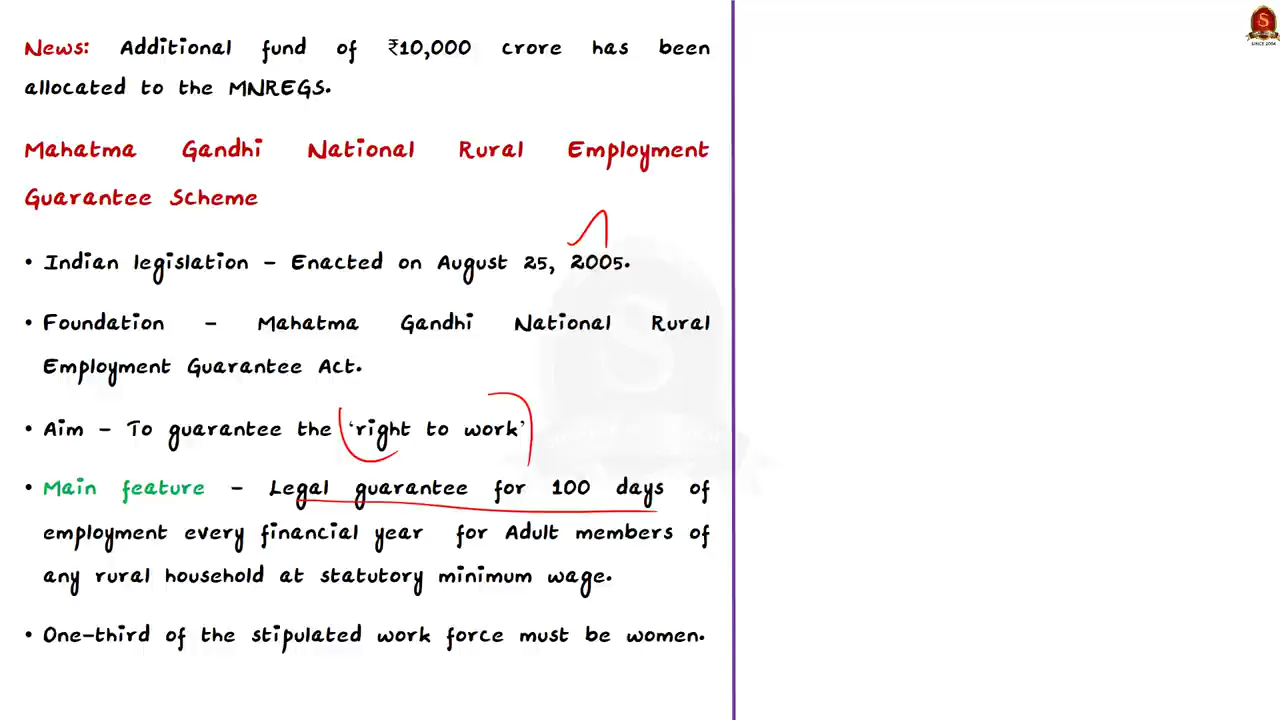 News: Additional fund of ₹10,000 crore has been
allocated to the MNREGS.
Mahatma Gandhi National Rural Employment
Guarantee Scheme
• Indian legislation – Enacted on August 25, 2005.
• Foundation – Mahatma Gandhi National Rural
Employment Guarantee Act.
• Aim – To guarantee the ‘right to work’
• Main feature – Legal guarantee for 100 days of
employment every financial year for Adult members of
any rural household at statutory minimum wage.
• One-third of the stipulated work force must be women.
S
SINCE 2004